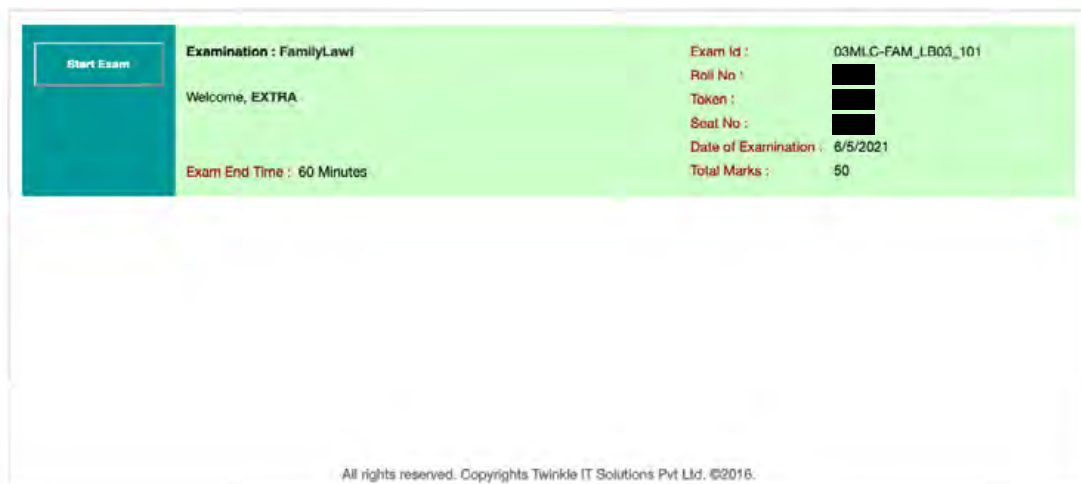 Start Exam
Examination : FamilyLawI
Welcome, EXTRA
Exam End Time : 60 Minutes
Exam Id : 03MLC-FAM_LB03_101
Roll No :
Token :
Seat No :
Date of Examination : 6/5/2021
Total Marks : 50
All rights reserved. Copyrights Twinkle IT Solutions Pvt Ltd. ©2016.